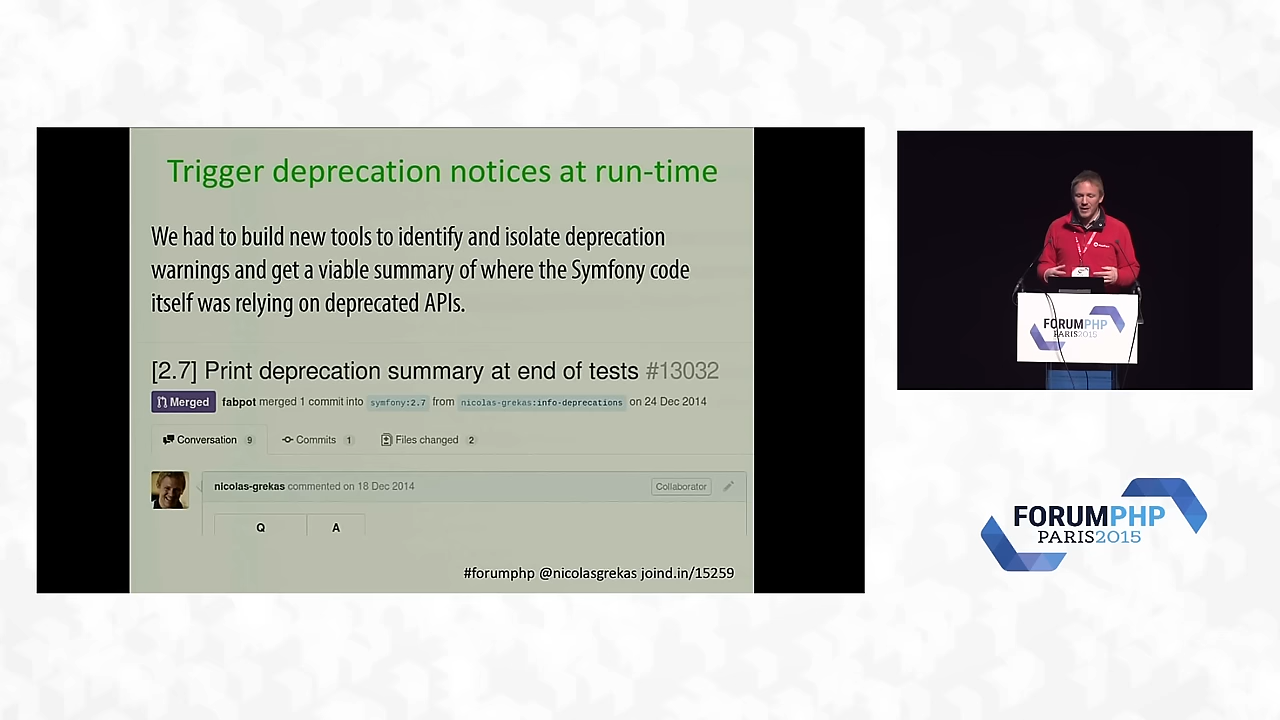 Trigger deprecation notices at run-time
We had to build new tools to identify and isolate deprecation
warnings and get a viable summary of where the Symfony code
itself was relying on deprecated APIs.
[2.7] Print deprecation summary at end of tests #13032
Merged fabpot merged 1 commit into symfony:2.7 from nicolas-grekas:info-deprecations on 24 Dec 2014
Conversation 9 Commits 1 Files changed 2
nicolas-grekas commented on 18 Dec 2014 Collaborator
Q A
#forumphp @nicolasgrekas joind.in/15259
FORUMPHP
PARIS2015
FORUMPHP
PARIS2015